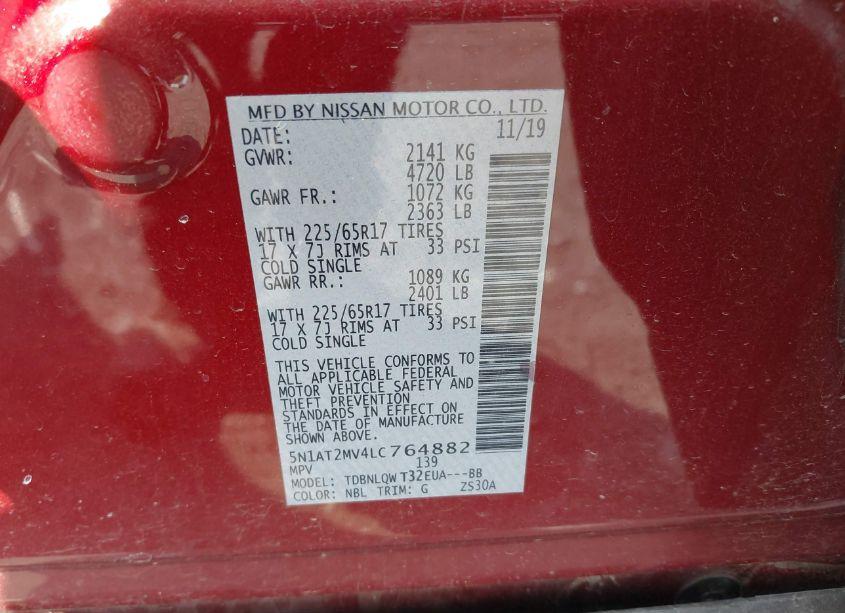 MFD BY NISSAN MOTOR CO., LTD.
DATE: 11/19
GVWR: 2141 KG
4720 LB
GAWR FR.: 1072 KG
2363 LB
WITH 225/65R17 TIRES
17 X 7J RIMS AT 33 PSI
COLD SINGLE
GAWR RR.: 1089 KG
2401 LB
WITH 225/65R17 TIRES
17 X 7J RIMS AT 33 PSI
COLD SINGLE
THIS VEHICLE CONFORMS TO
ALL APPLICABLE FEDERAL
MOTOR VEHICLE SAFETY AND
THEFT PREVENTION
STANDARDS IN EFFECT ON
THE DATE OF MANUFACTURE
SHOWN ABOVE.
5N1AT2MV4LC764882
MPV 139
MODEL: TDBNLQW T32EUA---BB
COLOR: NBL TRIM: G ZS30A